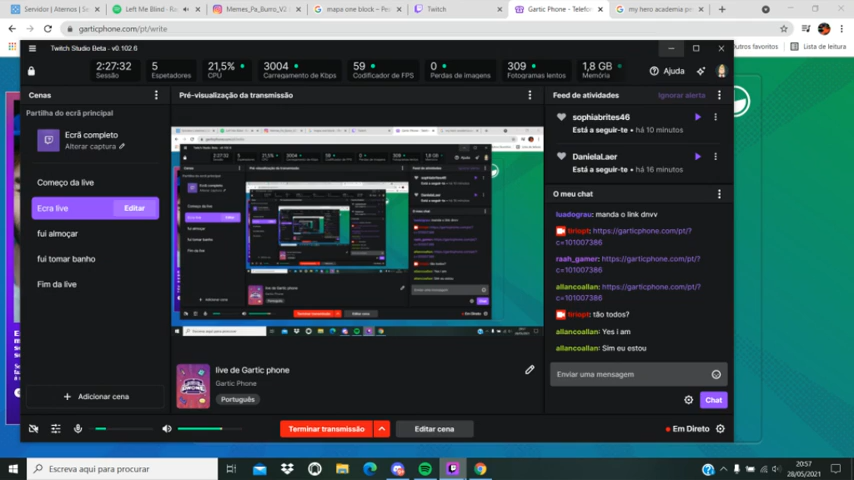 Servidor | Aternos | S
Left Me Blind - Ra
Memes_Pa_Burro_V2
mapa one block – Pe
Twitch
Gartic Phone - Telefon
my hero academia p
garticphone.com/pt/write
outros favoritos
Lista de leitura
Twitch Studio Beta - v0.102.6
2:27:32
Sessão
5
Espetadores
21,5%
CPU
3004
Carregamento de Kbps
59
Codificador de FPS
0
Perdas de imagens
309
Fotogramas lentos
1,8 GB
Memória
Ajuda
Cenas
Partilha do ecrã principal
Ecrã completo
Alterar captura
Começo da live
Ecra live
Editar
fui almoçar
fui tomar banho
Fim da live
Adicionar cena
Pré-visualização da transmissão
live de Gartic phone
Gartic Phone
Português
Terminar transmissão
Editar cena
Feed de atividades
Ignorar alerta
sophiabrites46
Está a seguir-te • há 10 minutos
DanielaLaer
Está a seguir-te • há 16 minutos
O meu chat
luadograu: manda o link dnvv
tiriopt: https://garticphone.com/pt/?
c=101007386
raah_gamer: https://garticphone.com/pt/?
c=101007386
allancoallan: https://garticphone.com/pt/?
c=101007386
tiriopt: tão todos?
allancoallan: Yes i am
allancoallan: Sim eu estou
Enviar uma mensagem
Chat
Em Direto
Escreva aqui para procurar
20:57
28/05/2021